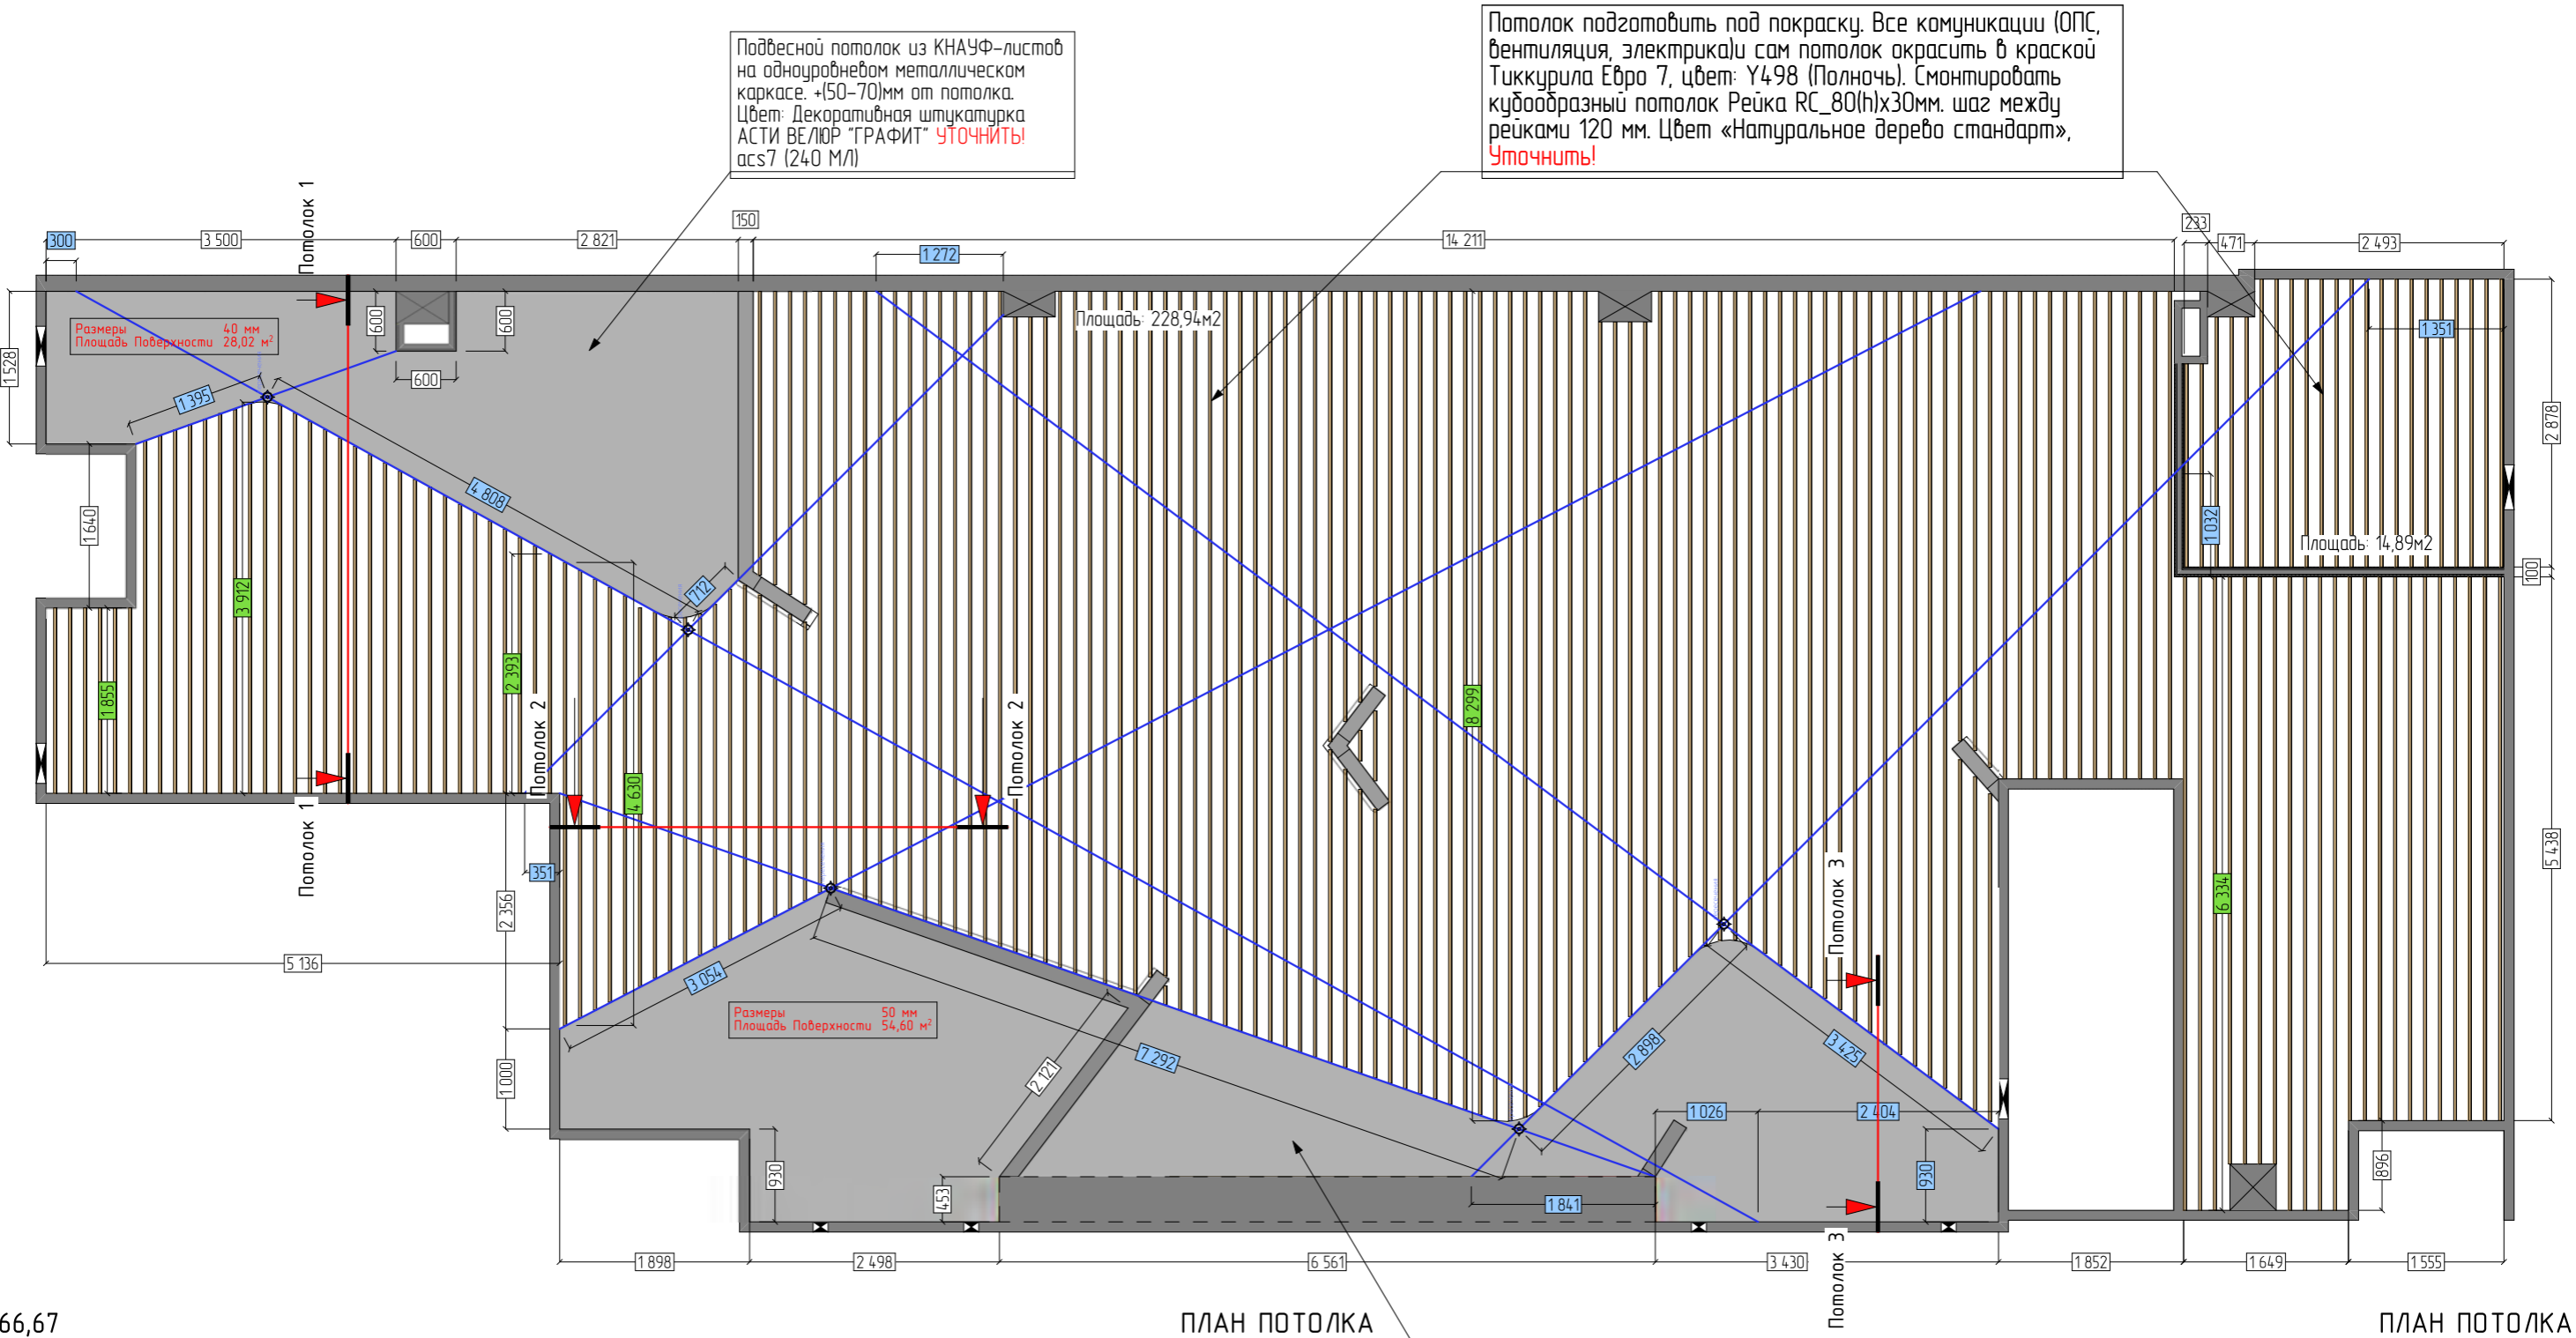 Подвесной потолок из КНАУФ-листов
на одноуровневом металлическом
каркасе. +(50-70)мм от потолка.
Цвет: Декоративная штукатурка
АСТИ ВЕЛЮР "ГРАФИТ" УТОЧНИТЬ!
acs7 (240 МЛ)
Потолок подготовить под покраску. Все комуникации (ОПС,
вентиляция, электрика)и сам потолок окрасить в краской
Тиккурила Евро 7, цвет: Y498 (Полночь). Смонтировать
кубообразный потолок Рейка RC_80(h)x30мм. шаг между
рейками 120 мм. Цвет «Натуральное дерево стандарт»,
Уточнить!
Потолок 1
150
300
3 500
600
2 821
1 272
14 211
233
471
2 493
600
600
600
Площадь: 228,94м2
Размеры 40 мм
Площадь Поверхности 28,02 м²
1 351
1 528
1 395
2 878
4 808
1 640
1 032
Площадь: 14,89м2
100
3 912
712
1 855
2 393
Потолок 2
Потолок 2
8 299
4 630
Потолок 1
351
5 438
2 356
6 334
Потолок 3
5 136
3 054
Размеры 50 мм
Площадь Поверхности 54,60 м²
7 292
2 898
3 425
2 121
1 000
1 026
2 404
930
453
1 841
930
896
1 898
2 498
6 561
3 430
1 852
1 649
1 555
Потолок 3
66,67
ПЛАН ПОТОЛКА
ПЛАН ПОТОЛКА